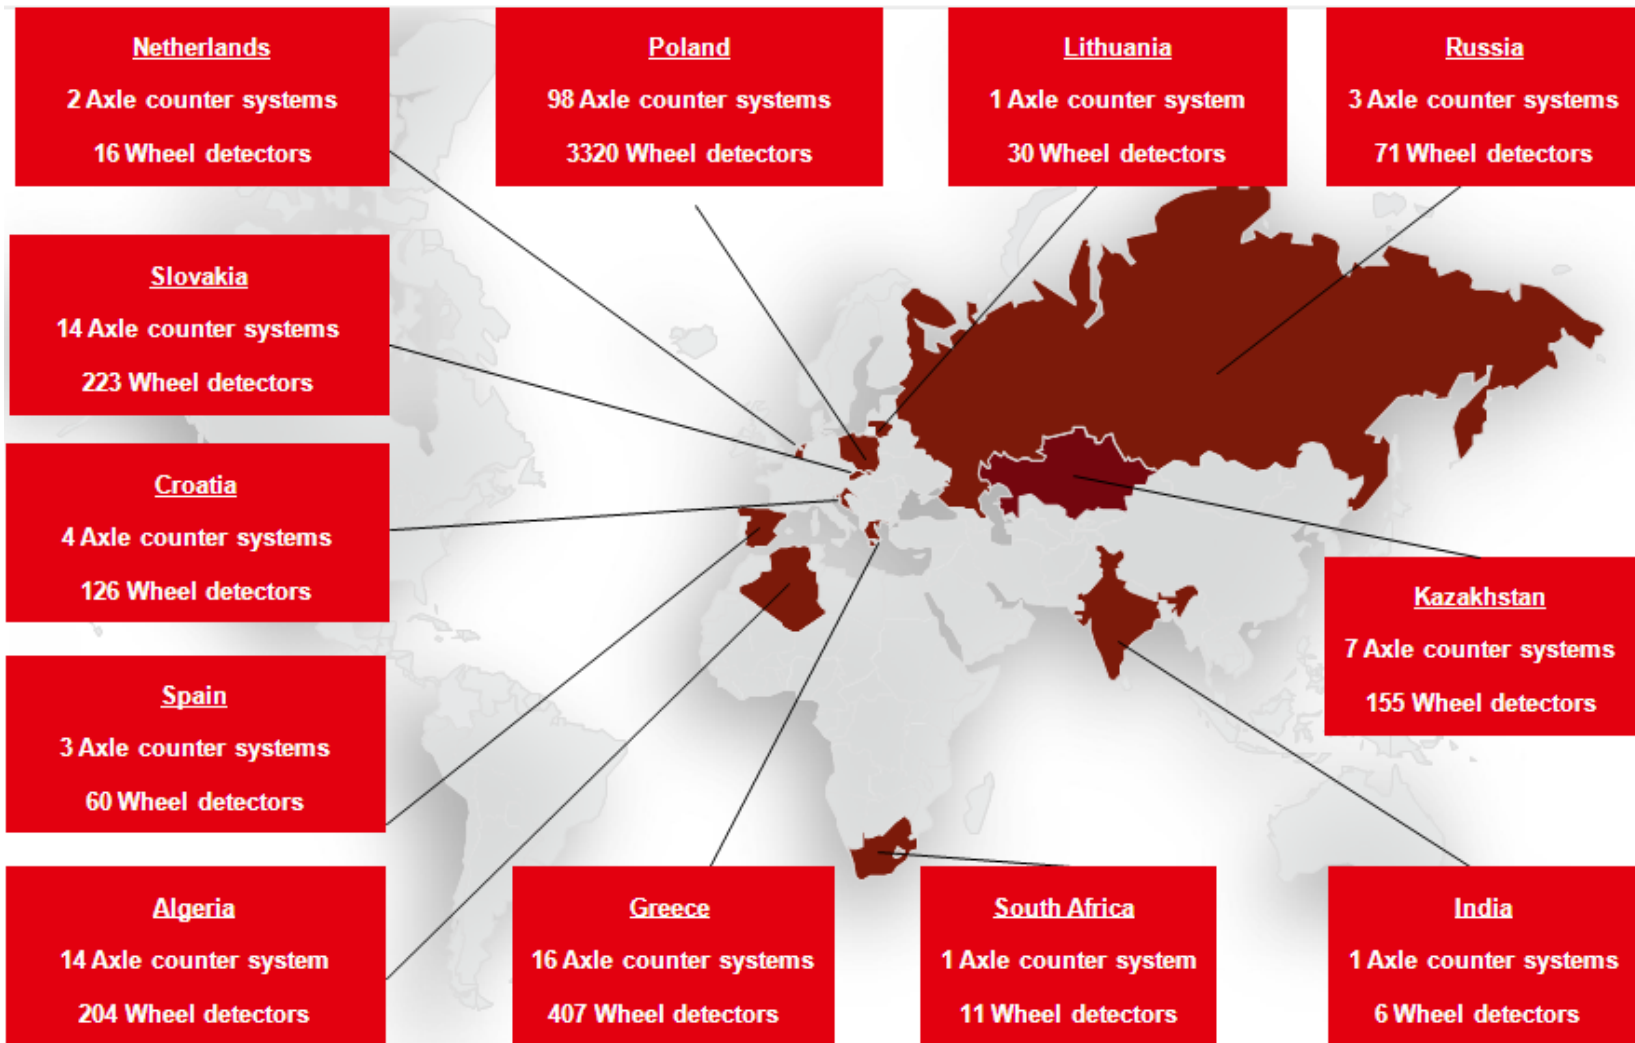 Netherlands
2 Axle counter systems
16 Wheel detectors
Poland
98 Axle counter systems
3320 Wheel detectors
Lithuania
1 Axle counter system
30 Wheel detectors
Russia
3 Axle counter systems
71 Wheel detectors
Slovakia
14 Axle counter systems
223 Wheel detectors
Croatia
4 Axle counter systems
126 Wheel detectors
Kazakhstan
7 Axle counter systems
155 Wheel detectors
Spain
3 Axle counter systems
60 Wheel detectors
Algeria
14 Axle counter system
204 Wheel detectors
Greece
16 Axle counter systems
407 Wheel detectors
South Africa
1 Axle counter system
11 Wheel detectors
India
1 Axle counter systems
6 Wheel detectors